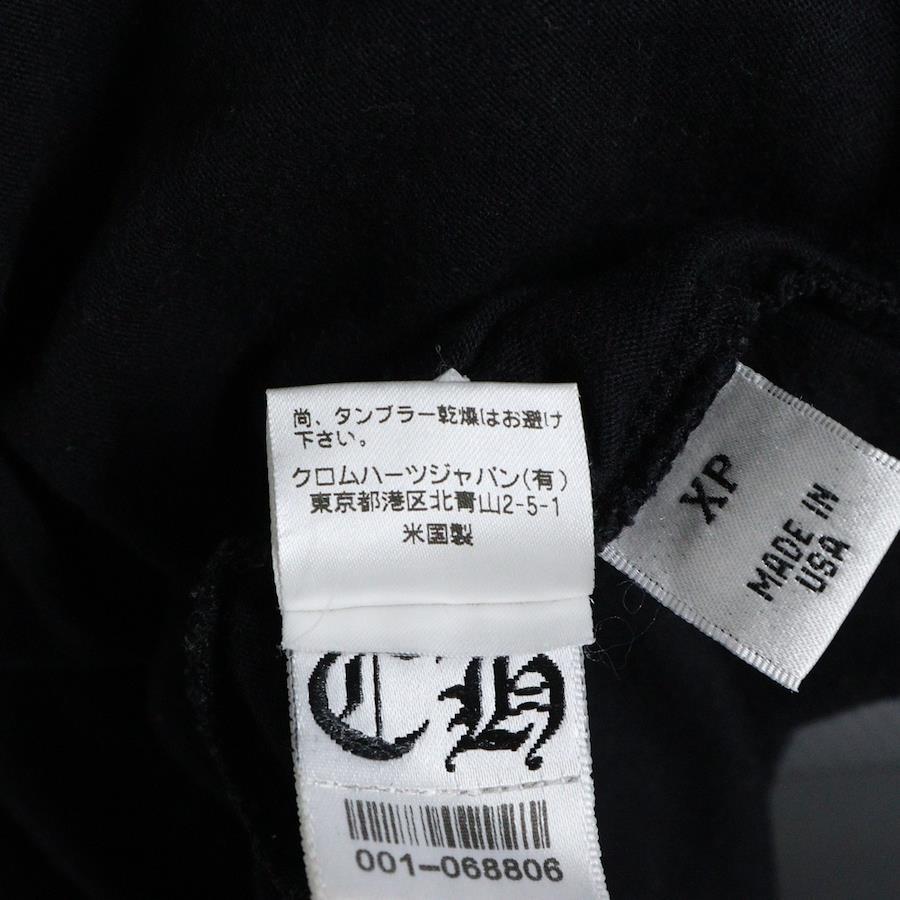 尚、タンブラー乾燥はお避け
下さい。
クロムハーツジャパン(有)
東京都港区北青山2-5-1
米国製
CH
001-068806
XP
MADE IN
USA